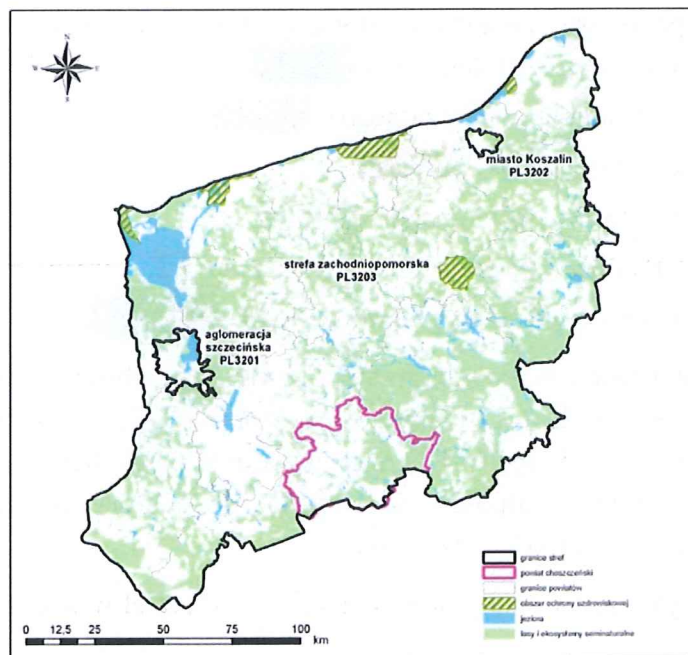 N
W E
S
miasto Koszalin
PL3202
strefa zachodniopomorska
PL3203
aglomeracja
szczecińska
PL3201
granice stref
powiat choszczeński
granice powiatów
obszar ochrony uzdrowiskowej
jeziora
lasy i ekosystemy seminaturalne
0 12,5 25 50 75 100
km